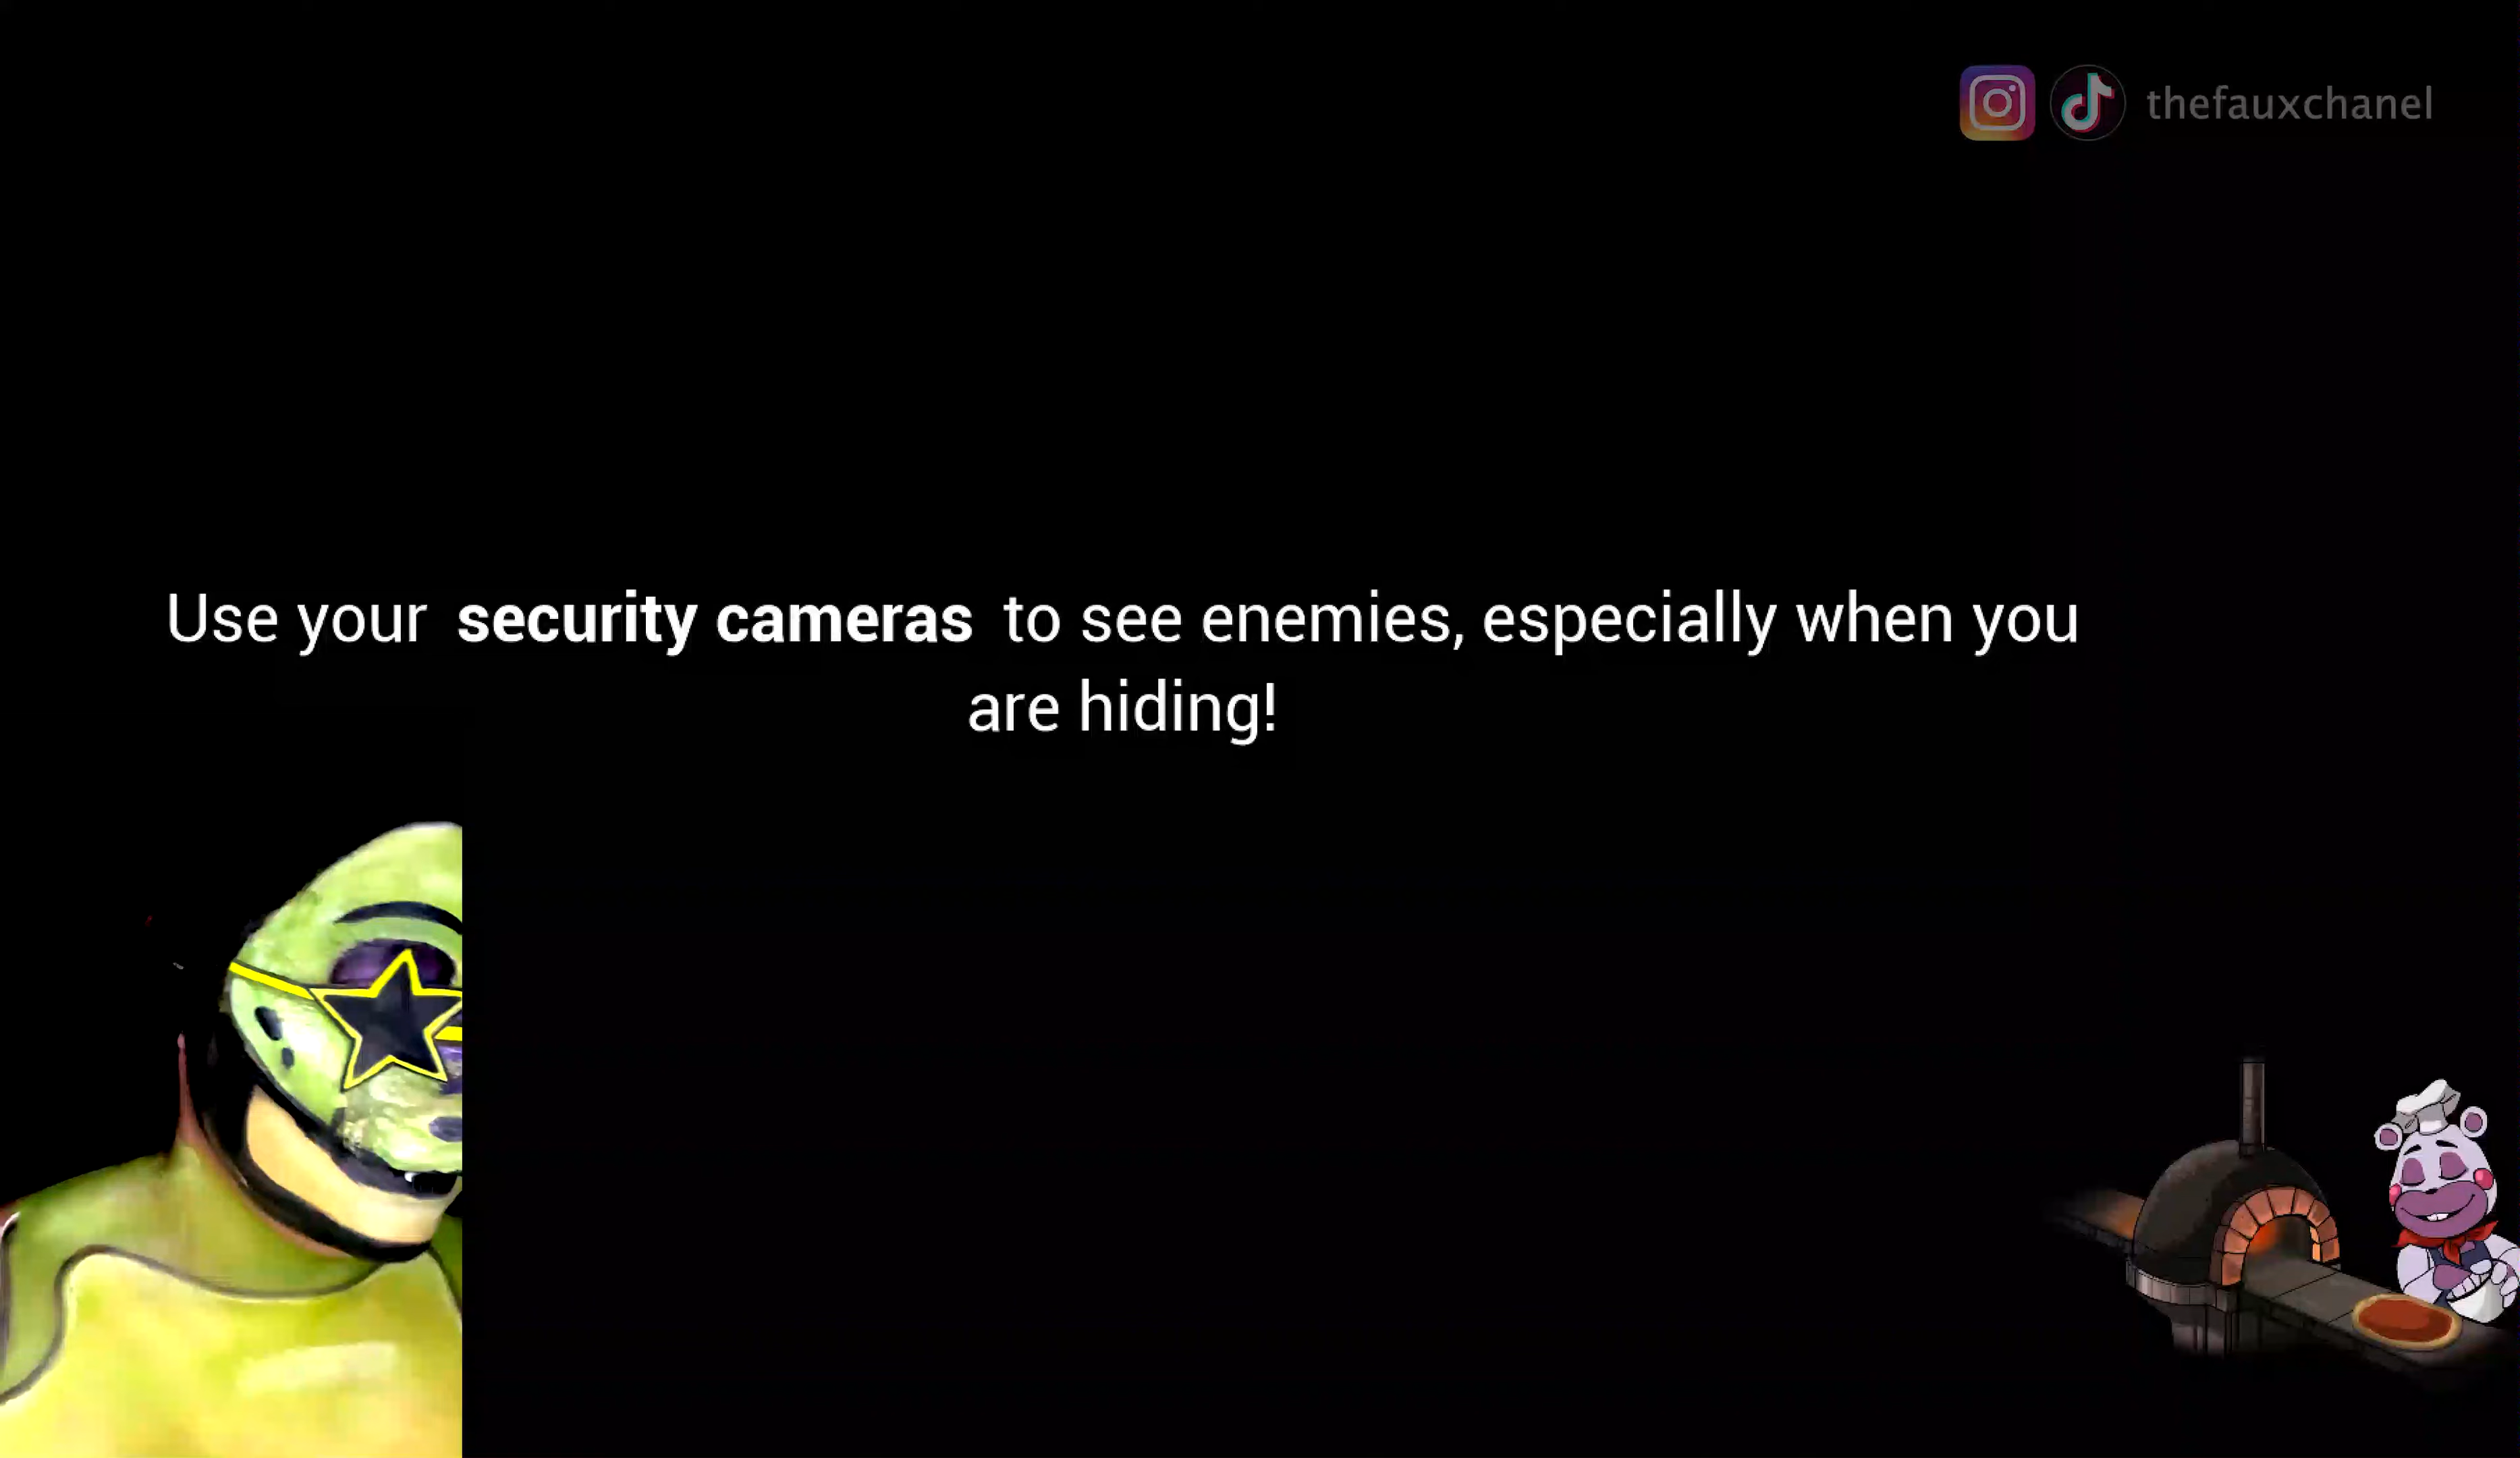 thefauxchanel
Use your security cameras to see enemies, especially when you
are hiding!